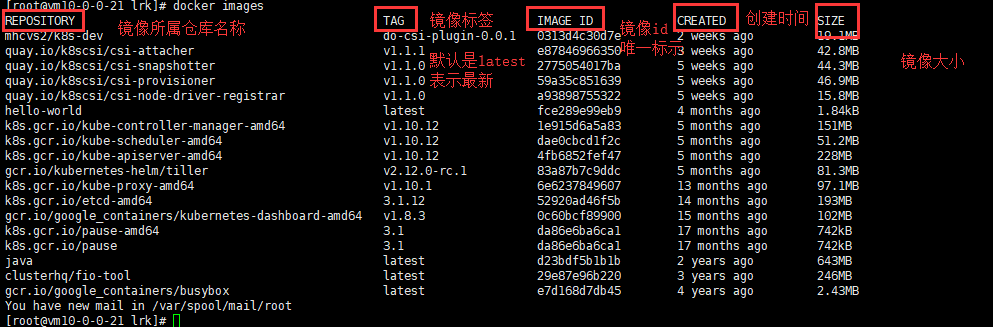 [root@vm10-0-0-21 lrk]# docker images
REPOSITORY TAG IMAGE ID CREATED SIZE
镜像所属仓库名称 镜像标签 镜像id 创建时间
mhcvs2/k8s-dev do-csi-plugin-0.0.1 0313d4c30d7e 2 weeks ago 19.1MB
唯一标示
quay.io/k8scsi/csi-attacher v1.1.1 e87846966350 3 weeks ago 42.8MB
默认是latest 镜像大小
quay.io/k8scsi/csi-snapshotter v1.1.0 2775054017ba 5 weeks ago 44.3MB
表示最新
quay.io/k8scsi/csi-provisioner v1.1.0 59a35c851639 5 weeks ago 46.9MB
quay.io/k8scsi/csi-node-driver-registrar v1.1.0 a93898755322 5 weeks ago 15.8MB
hello-world latest fce289e99eb9 4 months ago 1.84kB
k8s.gcr.io/kube-controller-manager-amd64 v1.10.12 1e915d6a5a83 5 months ago 151MB
k8s.gcr.io/kube-scheduler-amd64 v1.10.12 dae0cbcd1f2c 5 months ago 51.2MB
k8s.gcr.io/kube-apiserver-amd64 v1.10.12 4fb6852fef47 5 months ago 228MB
gcr.io/kubernetes-helm/tiller v2.12.0-rc.1 83a87b7c9ddc 5 months ago 81.3MB
k8s.gcr.io/kube-proxy-amd64 v1.10.1 6e6237849607 13 months ago 97.1MB
k8s.gcr.io/etcd-amd64 3.1.12 52920ad46f5b 14 months ago 193MB
gcr.io/google_containers/kubernetes-dashboard-amd64 v1.8.3 0c60bcf89900 15 months ago 102MB
k8s.gcr.io/pause-amd64 3.1 da86e6ba6ca1 17 months ago 742kB
k8s.gcr.io/pause 3.1 da86e6ba6ca1 17 months ago 742kB
java latest d23bdf5b1b1b 2 years ago 643MB
clusterhq/fio-tool latest 29e87e96b220 3 years ago 246MB
gcr.io/google_containers/busybox latest e7d168d7db45 4 years ago 2.43MB
You have new mail in /var/spool/mail/root
[root@vm10-0-0-21 lrk]#